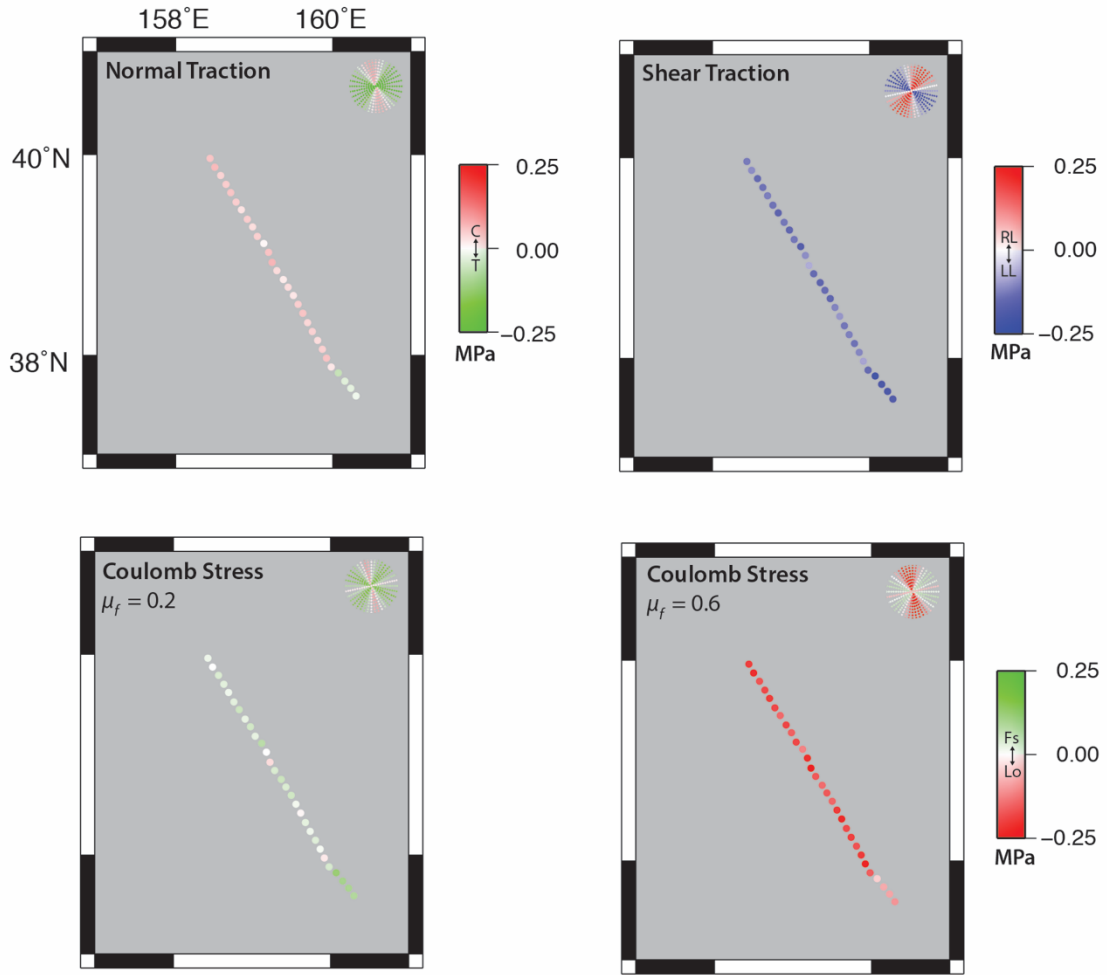 158˚E 160˚E
Normal Traction
40˚N
38˚N
0.25
C
0.00
T
−0.25
MPa
Shear Traction
0.25
RL
0.00
LL
−0.25
MPa
Coulomb Stress
μf = 0.2
Coulomb Stress
μf = 0.6
0.25
Fs
0.00
Lo
−0.25
MPa